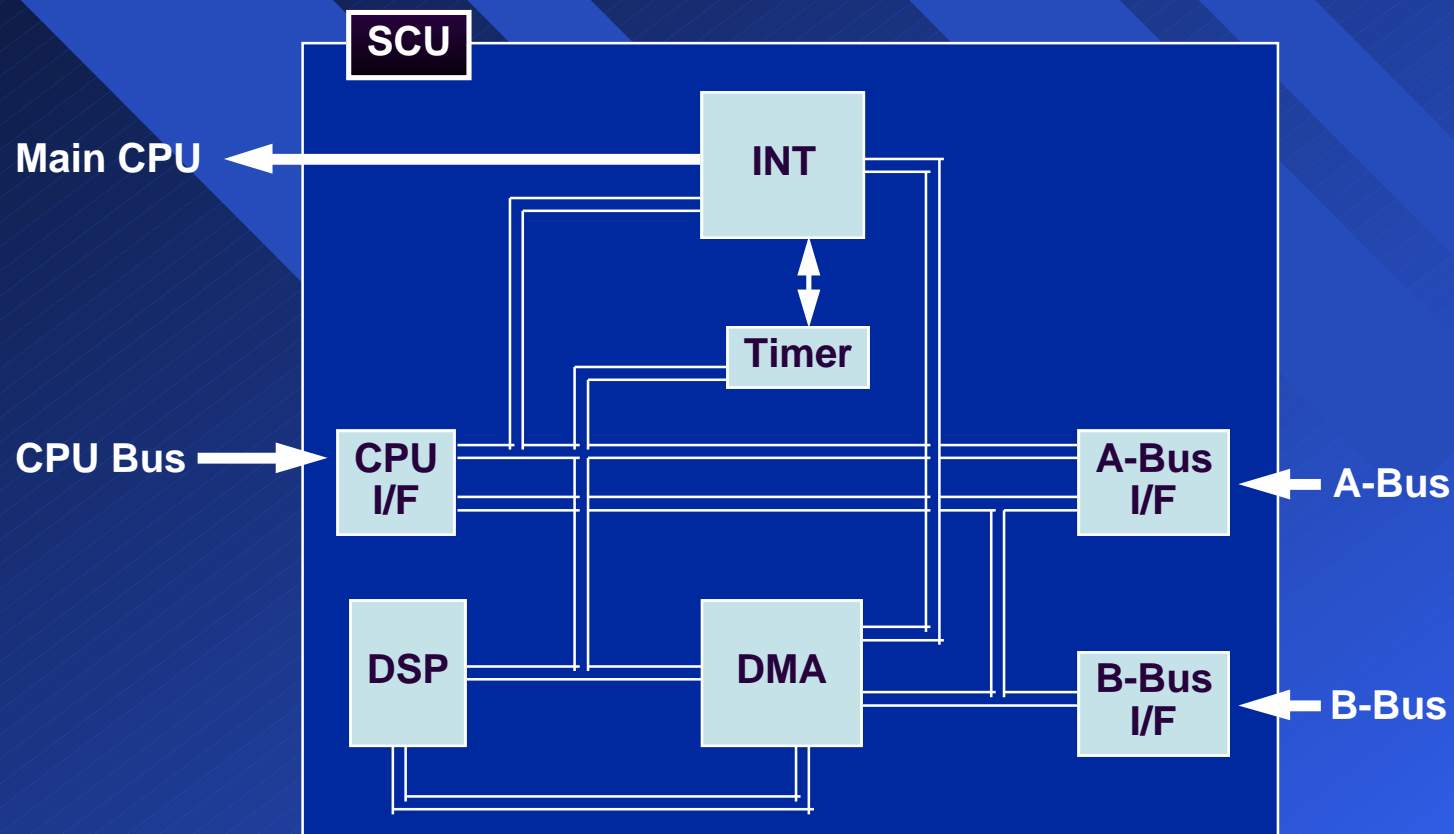 SCU
Main CPU
INT
Timer
CPU Bus
CPU
I/F
A-Bus
I/F
A-Bus
DSP
DMA
B-Bus
I/F
B-Bus